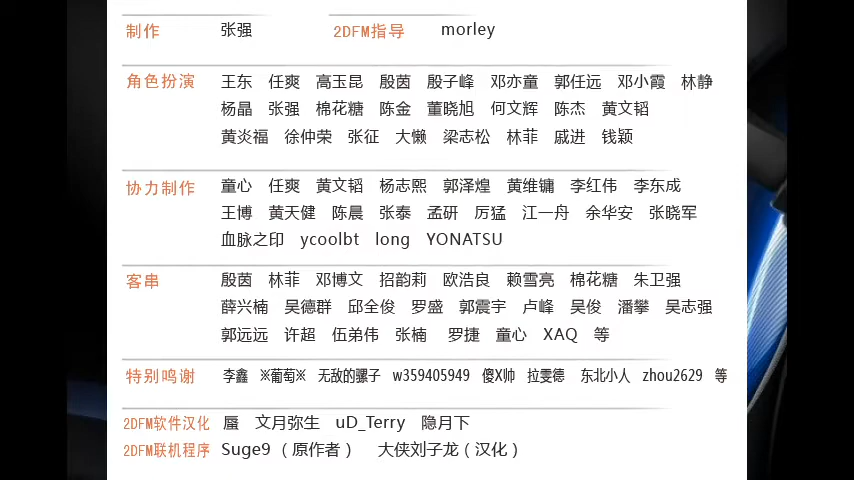 制作 张强 2DFM指导 morley
角色扮演 王东 任爽 高玉昆 殷茵 殷子峰 邓亦童 郭任远 邓小霞 林静
杨晶 张强 棉花糖 陈金 董晓旭 何文辉 陈杰 黄文韬
黄炎福 徐仲荣 张征 大懒 梁志松 林菲 戚进 钱颖
协力制作 童心 任爽 黄文韬 杨志熙 郭泽煌 黄维镛 李红伟 李东成
王博 黄天健 陈晨 张泰 孟研 厉猛 江一舟 余华安 张晓军
血脉之印 ycoolbt long YONATSU
客串 殷茵 林菲 邓博文 招韵莉 欧浩良 赖雪亮 棉花糖 朱卫强
薛兴楠 吴德群 邱全俊 罗盛 郭震宇 卢峰 吴俊 潘攀 吴志强
郭远远 许超 伍弟伟 张楠 罗捷 童心 XAQ 等
特别鸣谢 李鑫 ※葡萄※ 无敌的骡子 w359405949 傻X帅 拉雯德 东北小人 zhou2629 等
2DFM软件汉化 蜃 文月弥生 uD_Terry 隐月下
2DFM联机程序 Suge9（原作者） 大侠刘子龙（汉化）